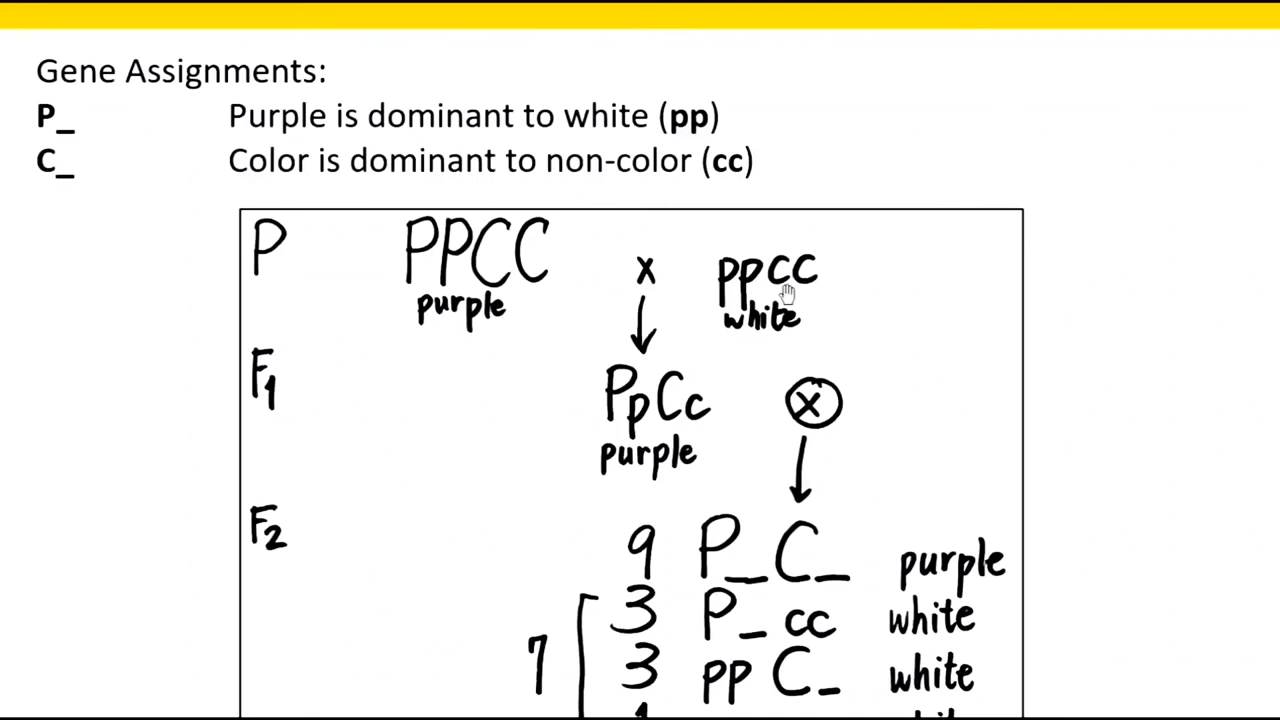 Gene Assignments:
P_ Purple is dominant to white (pp)
C_ Color is dominant to non-color (cc)
P PPCC x ppcc
purple white
F1 PpCc x
purple
F2 9 P_C_ purple
3 P_cc white
7 3 ppC_ white